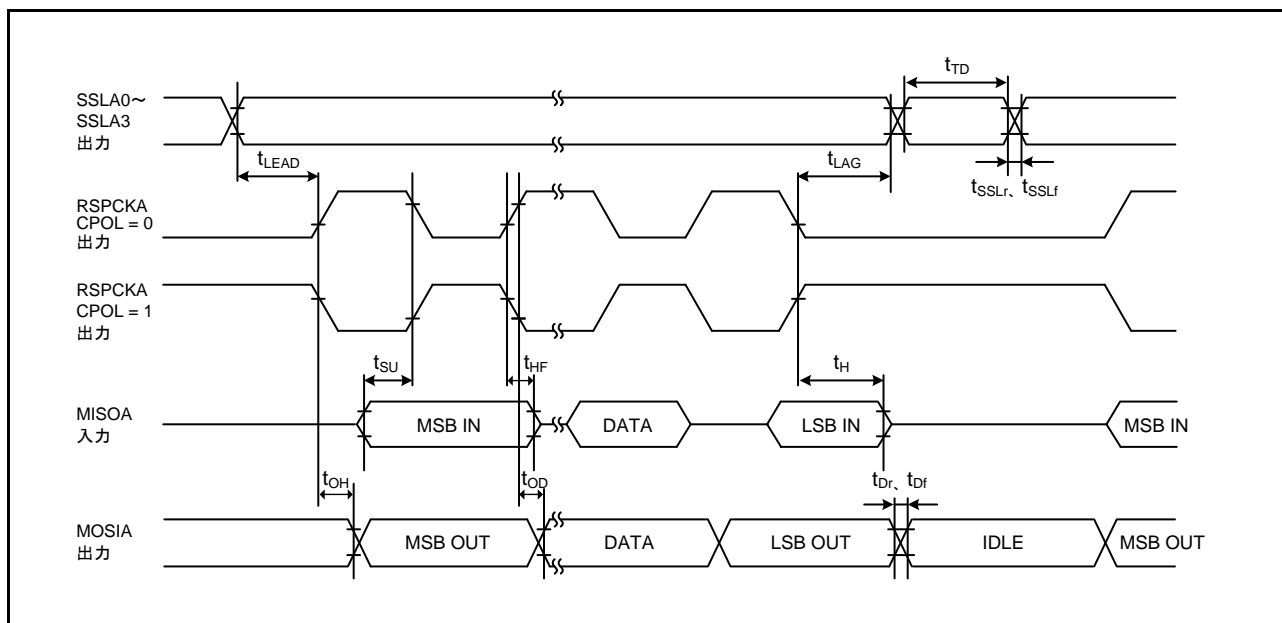 SSLA0～
SSLA3
出力
tTD
tLEAD
tLAG
tSSLr、tSSLf
RSPCKA
CPOL = 0
出力
RSPCKA
CPOL = 1
出力
tSU
tHF
tH
MISOA
入力
MSB IN
DATA
LSB IN
MSB IN
tOH
tOD
tDr、tDf
MOSIA
出力
MSB OUT
DATA
LSB OUT
IDLE
MSB OUT